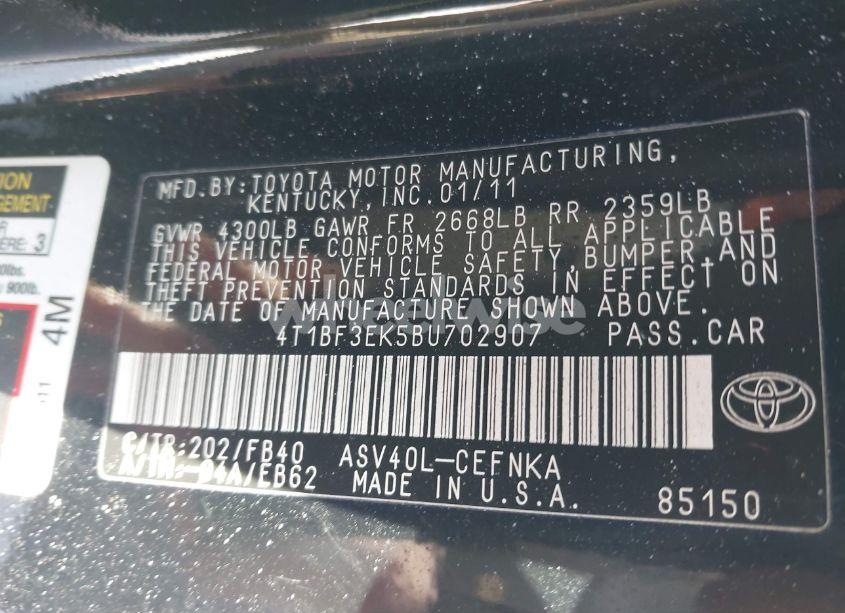 MFD.BY:TOYOTA MOTOR MANUFACTURING,
KENTUCKY,INC.01/11
GVWR 4300LB GAWR FR 2668LB RR 2359LB
THIS VEHICLE CONFORMS TO ALL APPLICABLE
FEDERAL MOTOR VEHICLE SAFETY,BUMPER,AND
THEFT PREVENTION STANDARDS IN EFFECT ON
THE DATE OF MANUFACTURE SHOWN ABOVE.
4T1BF3EK5BU702907 PASS.CAR
C/TR:202/FB40 ASV40L-CEFNKA
A/TM:-04A/EB62 MADE IN U.S.A. 85150
3
900lb.
4M